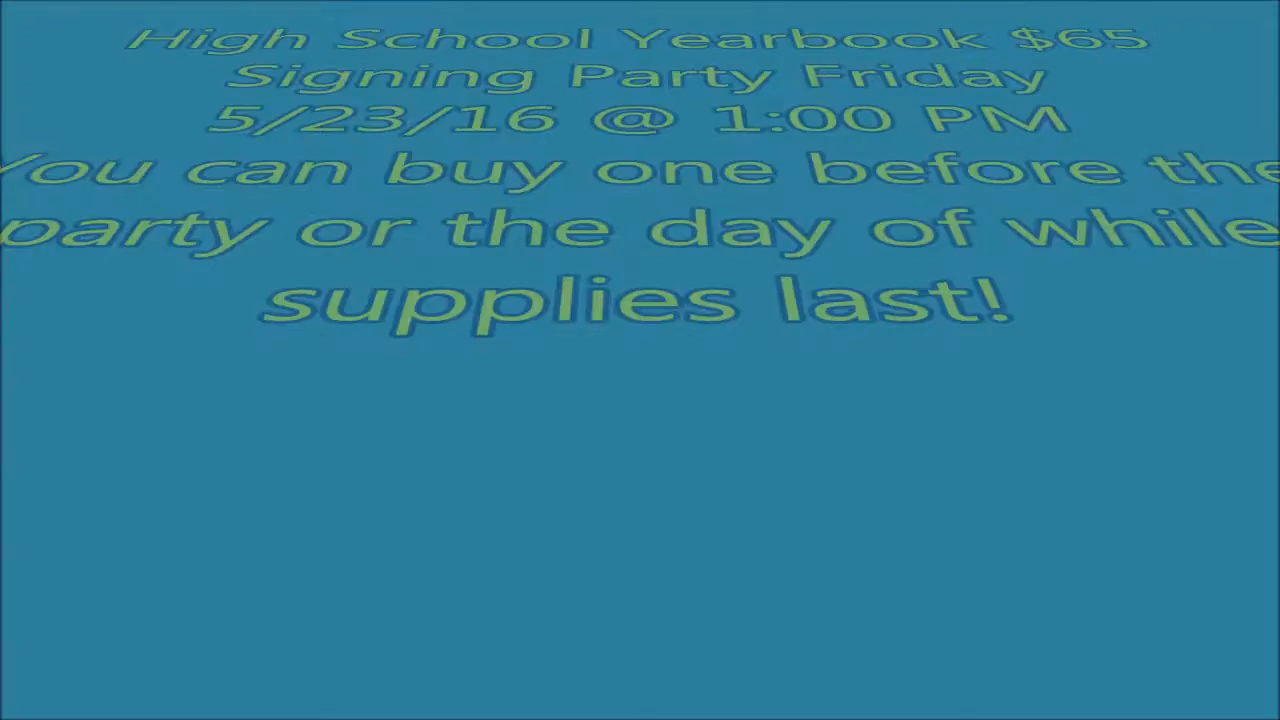 High School Yearbook $65
Signing Party Friday
5/23/16 @ 1:00 PM
You can buy one before the
party or the day of while
supplies last!